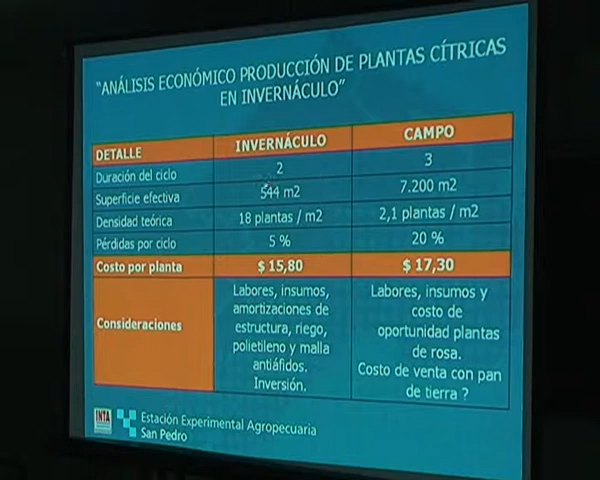 "ANÁLISIS ECONÓMICO PRODUCCIÓN DE PLANTAS CÍTRICAS
EN INVERNÁCULO"
DETALLE INVERNÁCULO CAMPO
Duración del ciclo 2 3
Superficie efectiva 544 m2 7.200 m2
Densidad teórica 18 plantas / m2 2,1 plantas / m2
Pérdidas por ciclo 5 % 20 %
Costo por planta $ 15,80 $ 17,30
Consideraciones
Labores, insumos,
amortizaciones de
estructura, riego,
polietileno y malla
antiáfidos.
Inversión.
Labores, insumos y
costo de
oportunidad plantas
de rosa.
Costo de venta con pan
de tierra ?
INTA
Estación Experimental Agropecuaria
San Pedro